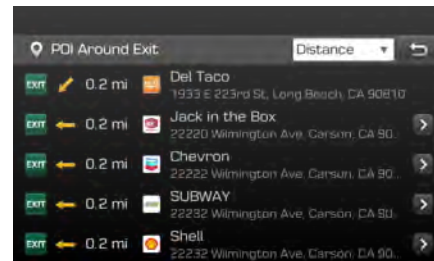 POI Around Exit
Distance
EXIT 0.2 mi Del Taco
1933 E 223rd St, Long Beach, CA 90810
EXIT 0.2 mi Jack in the Box
22220 Wilmington Ave, Carson, CA 90...
EXIT 0.2 mi Chevron
22222 Wilmington Ave, Carson, CA 90...
EXIT 0.2 mi SUBWAY
22232 Wilmington Ave, Carson, CA 90...
EXIT 0.2 mi Shell
22232 Wilmington Ave, Carson, CA 90...